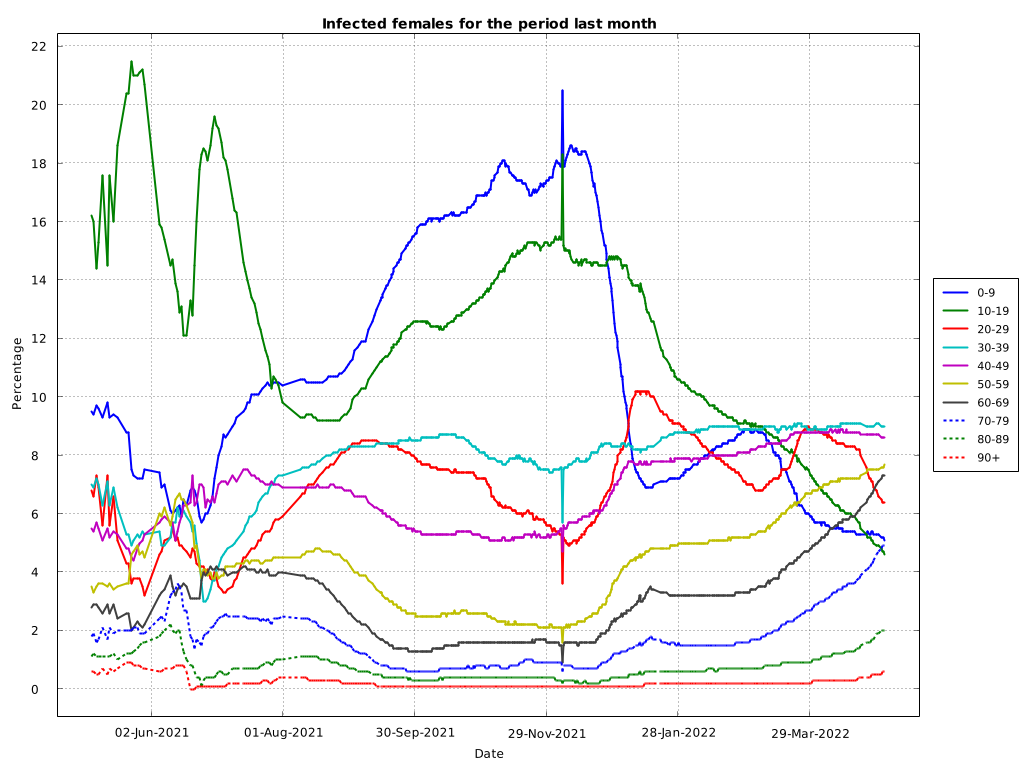 Infected females for the period last month
Percentage
22
20
18
16
14
12
10
8
6
4
2
0
02-Jun-2021
01-Aug-2021
30-Sep-2021
29-Nov-2021
28-Jan-2022
29-Mar-2022
Date
0-9
10-19
20-29
30-39
40-49
50-59
60-69
70-79
80-89
90+